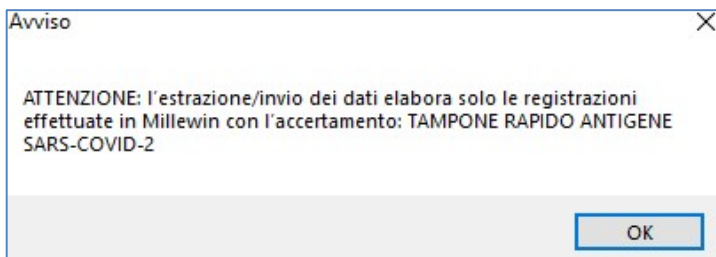 Avviso
ATTENZIONE: l'estrazione/invio dei dati elabora solo le registrazioni
effettuate in Millewin con l'accertamento: TAMPONE RAPIDO ANTIGENE
SARS-COVID-2
OK